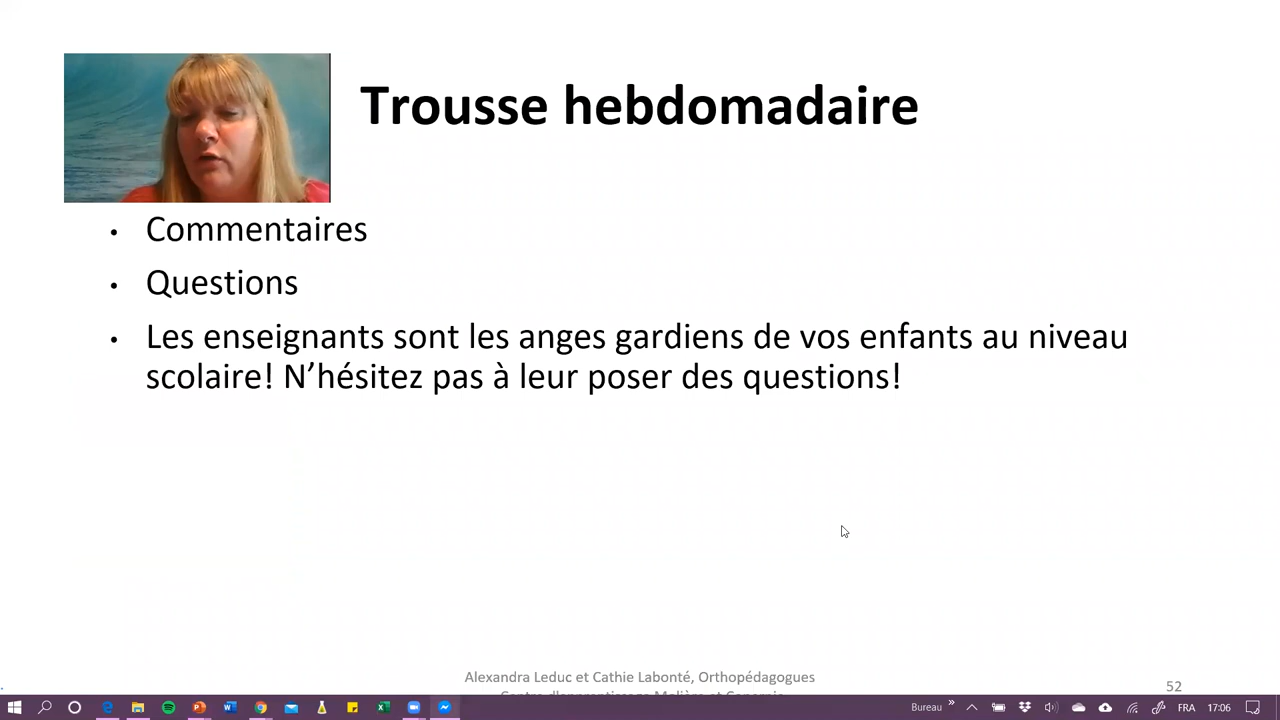 Trousse hebdomadaire
• Commentaires
• Questions
• Les enseignants sont les anges gardiens de vos enfants au niveau
scolaire! N’hésitez pas à leur poser des questions!
Alexandra Leduc et Cathie Labonté, Orthopédagogues
52
Bureau » FRA 17:06